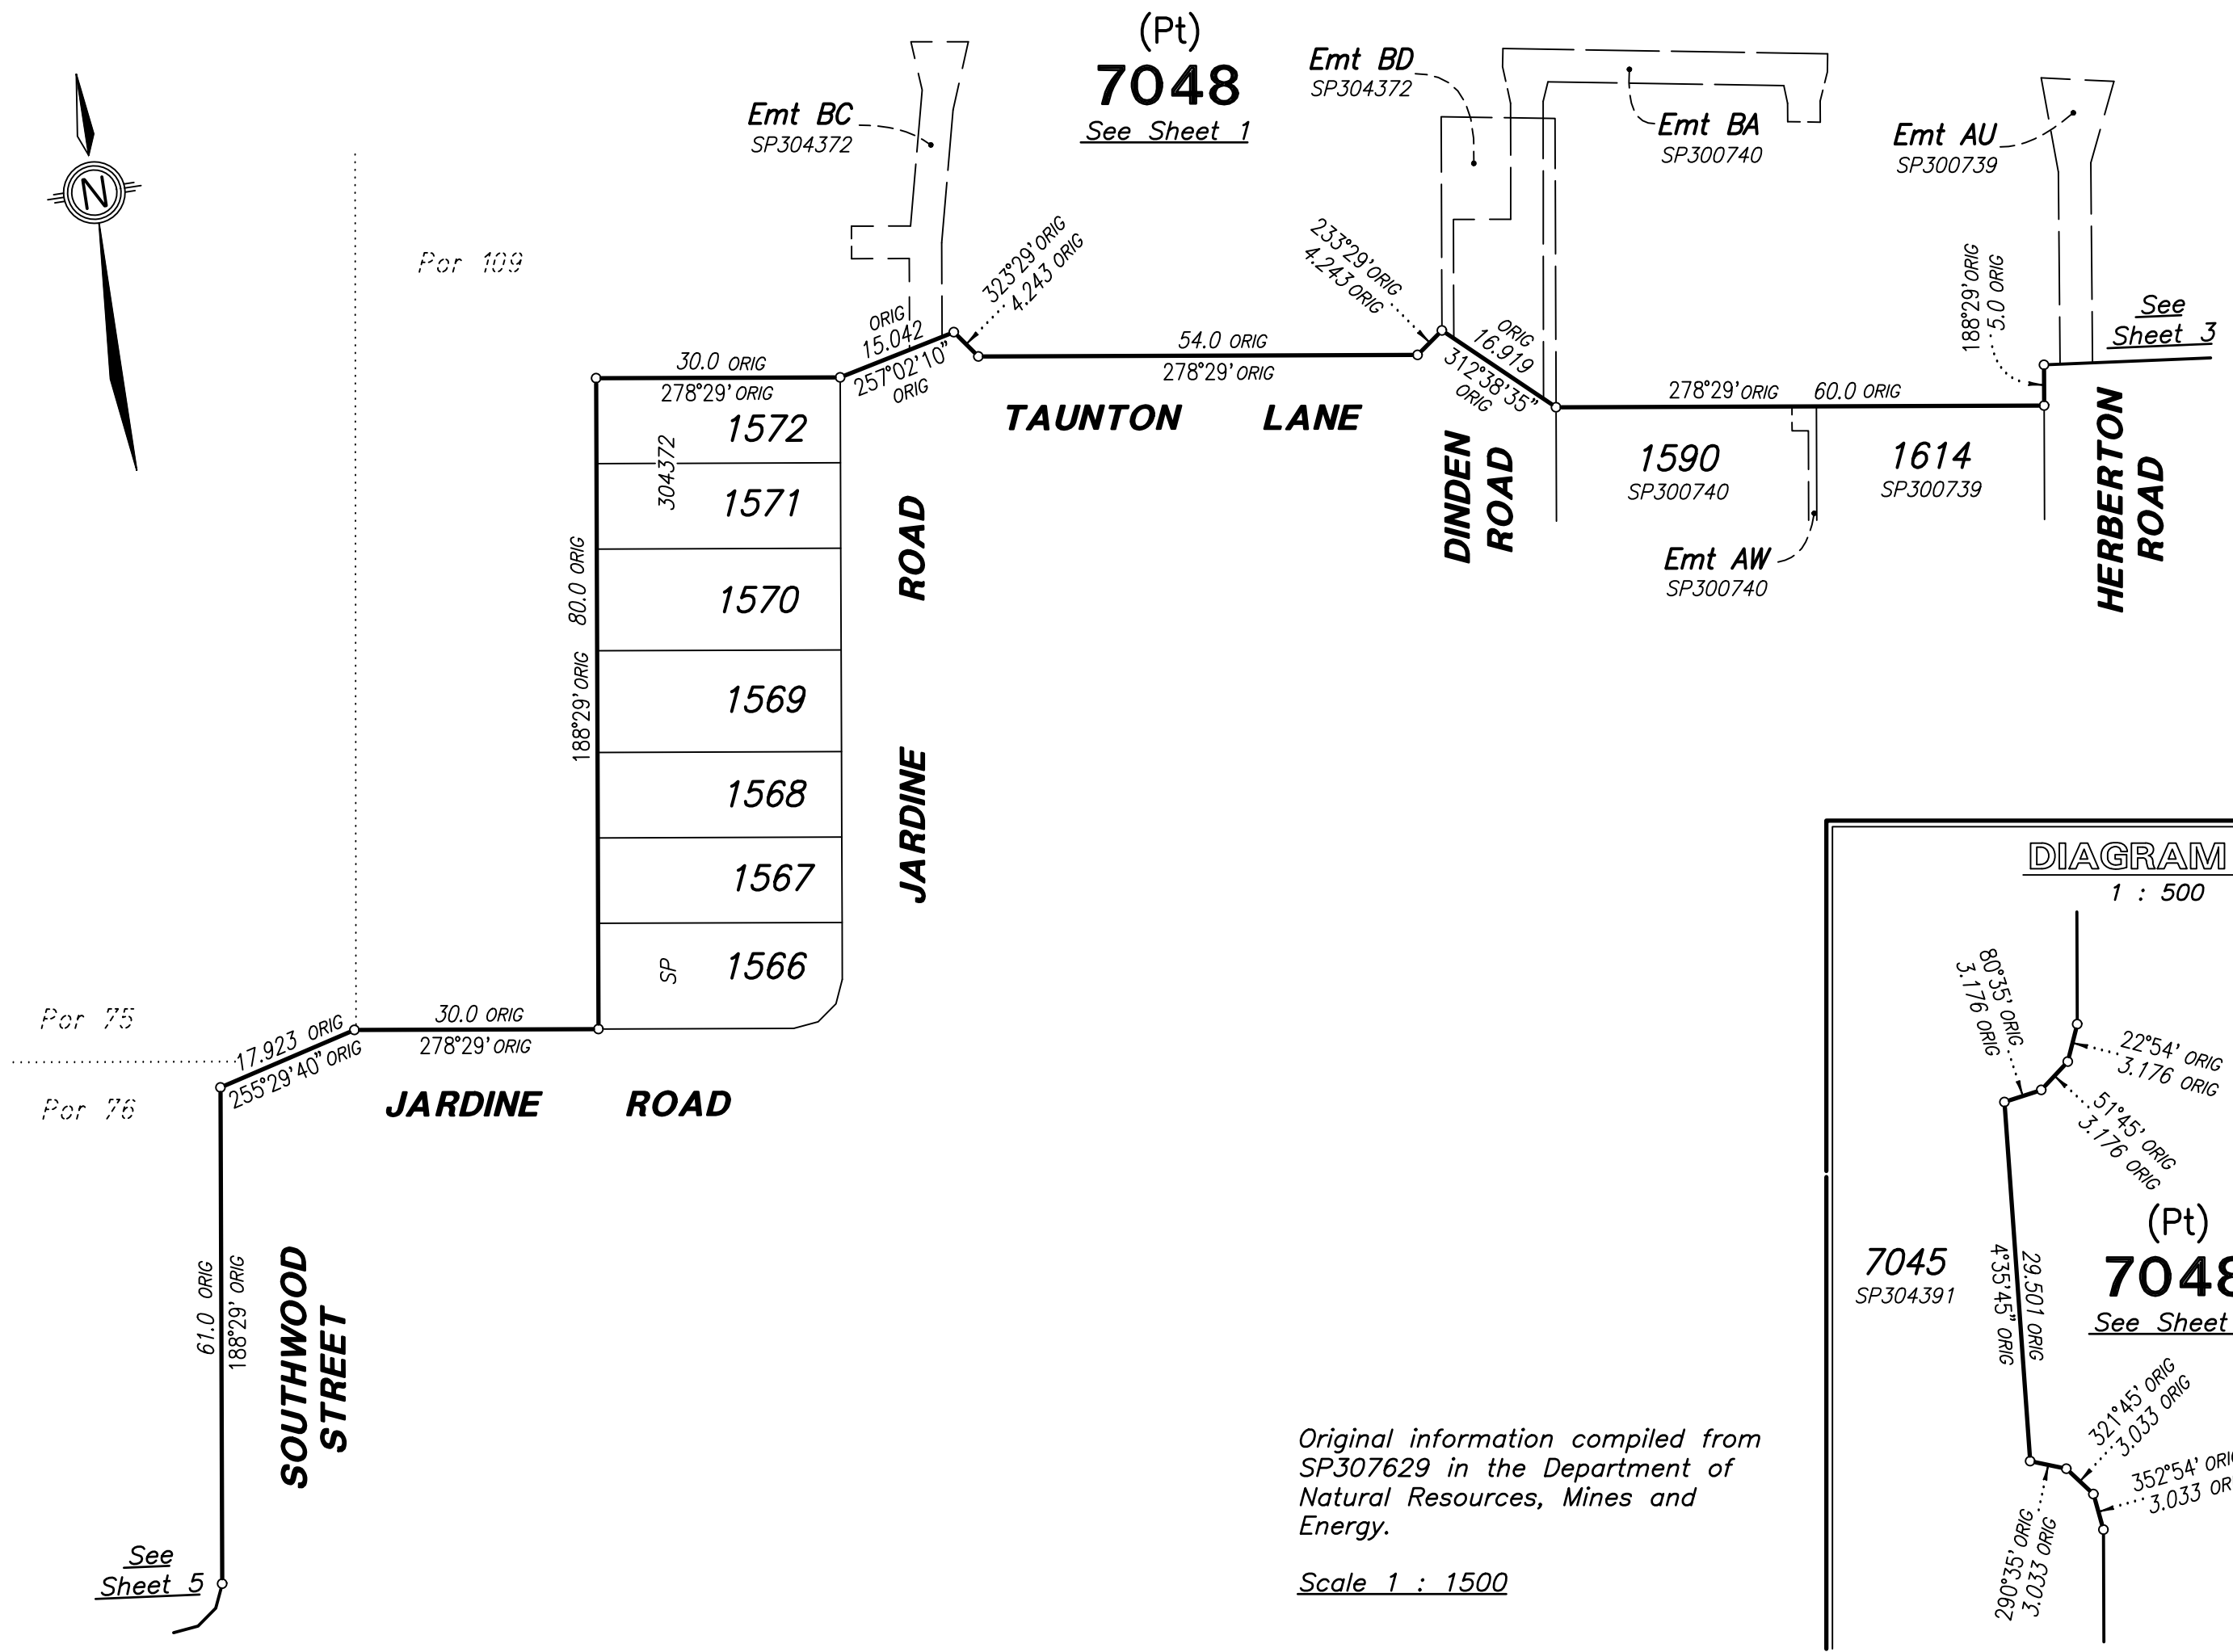 (Pt)
7048
See Sheet 1
Emt BC
SP304372
Emt BD
SP304372
Emt BA
SP300740
Emt AU
SP300739
N
Por 109
323°29' ORIG
4.243 ORIG
233°29' ORIG
4.243 ORIG
188°29' ORIG
5.0 ORIG
See
Sheet 3
ORIG
15.042
257°02'10"
ORIG
30.0 ORIG
278°29' ORIG
54.0 ORIG
278°29' ORIG
ORIG
16.919
312°38'35"
ORIG
278°29' ORIG 60.0 ORIG
TAUNTON LANE
1572
304372
1571
1570
1569
1568
1567
SP 1566
80.0 ORIG
188°29' ORIG
JARDINE ROAD
DINDEN
ROAD
1590
SP300740
1614
SP300739
Emt AW
SP300740
HERBERTON
ROAD
Por 75
Por 76
17.923 ORIG
255°29'40" ORIG
30.0 ORIG
278°29' ORIG
JARDINE ROAD
61.0 ORIG
188°29' ORIG
SOUTHWOOD
STREET
See
Sheet 5
Original information compiled from
SP307629 in the Department of
Natural Resources, Mines and
Energy.
Scale 1 : 1500
DIAGRAM
1 : 500
80°35' ORIG
3.176 ORIG
22°54' ORIG
3.176 ORIG
51°45' ORIG
3.176 ORIG
7045
SP304391
29.501 ORIG
4°35'45" ORIG
(Pt)
7048
See Sheet
321°45' ORIG
3.033 ORIG
352°54' ORIG
3.033 OR
290°35' ORIG
3.033 ORIG